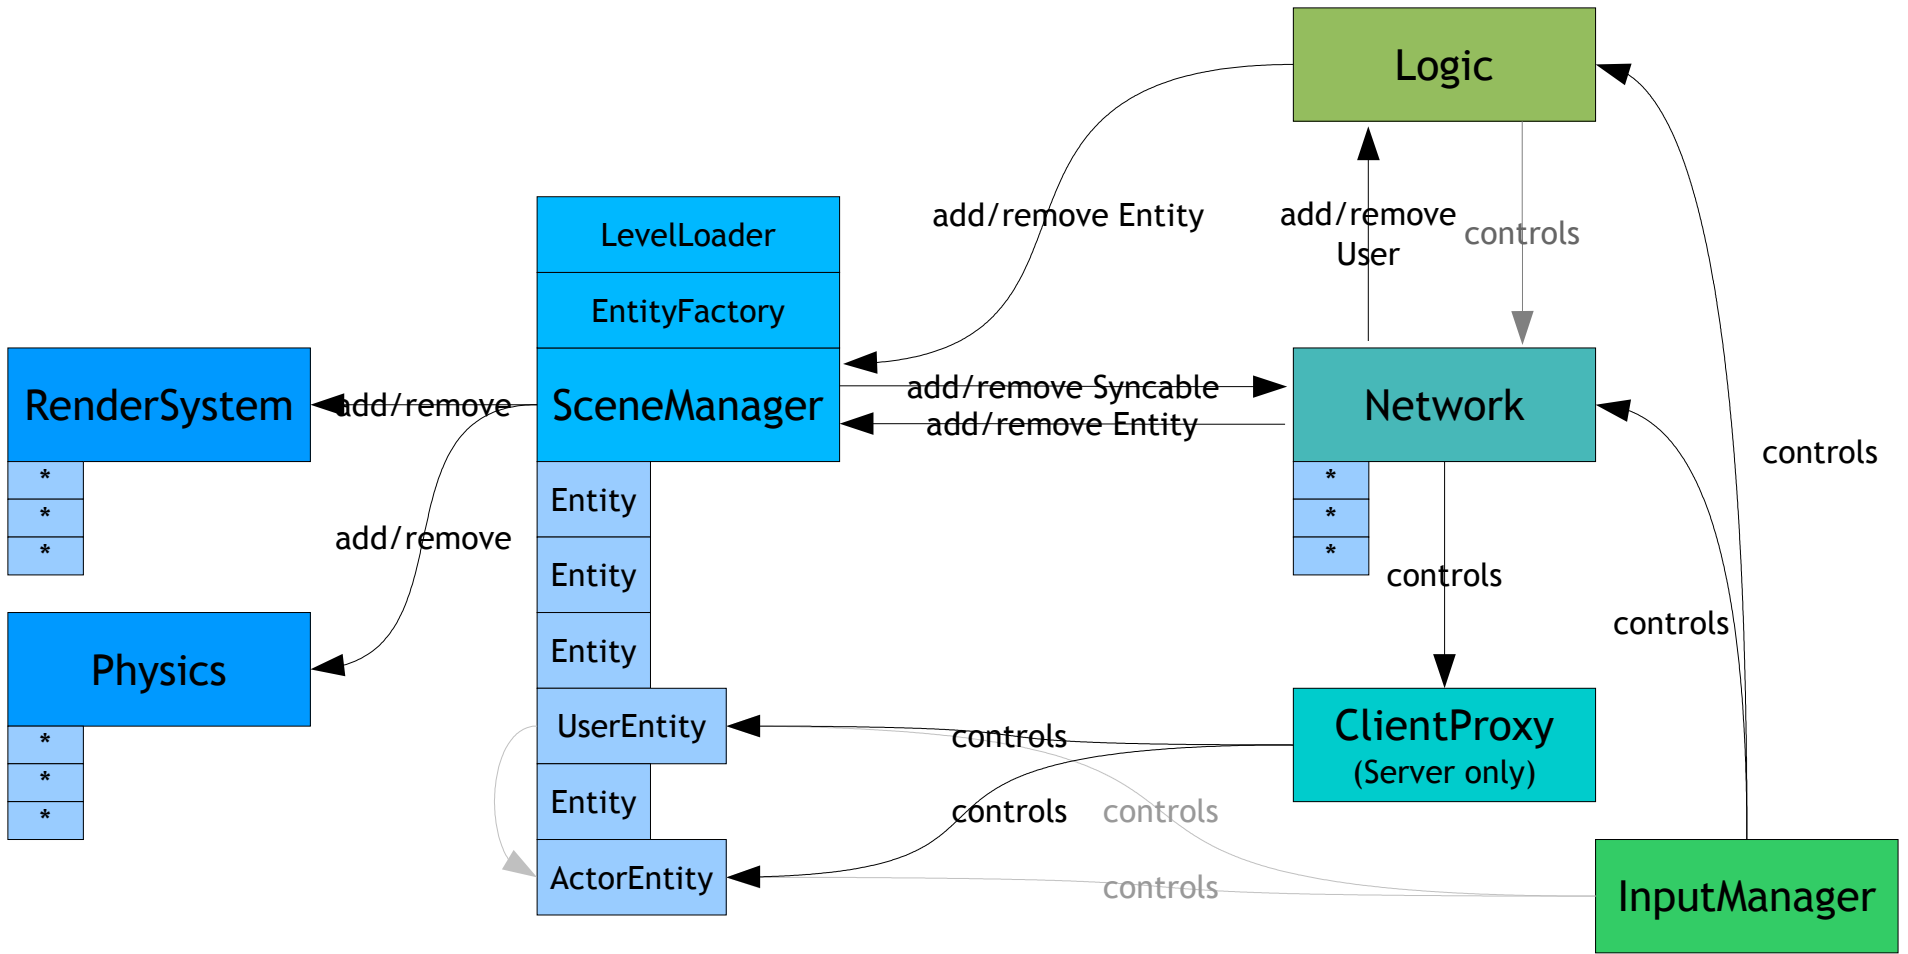 Logic
add/remove Entity
add/remove
User
controls
LevelLoader
EntityFactory
SceneManager
RenderSystem
add/remove
add/remove Syncable
add/remove Entity
Network
controls
*
*
*
Entity
Entity
Entity
UserEntity
Entity
ActorEntity
add/remove
*
*
*
controls
controls
Physics
*
*
*
controls
controls
controls
controls
ClientProxy
(Server only)
InputManager